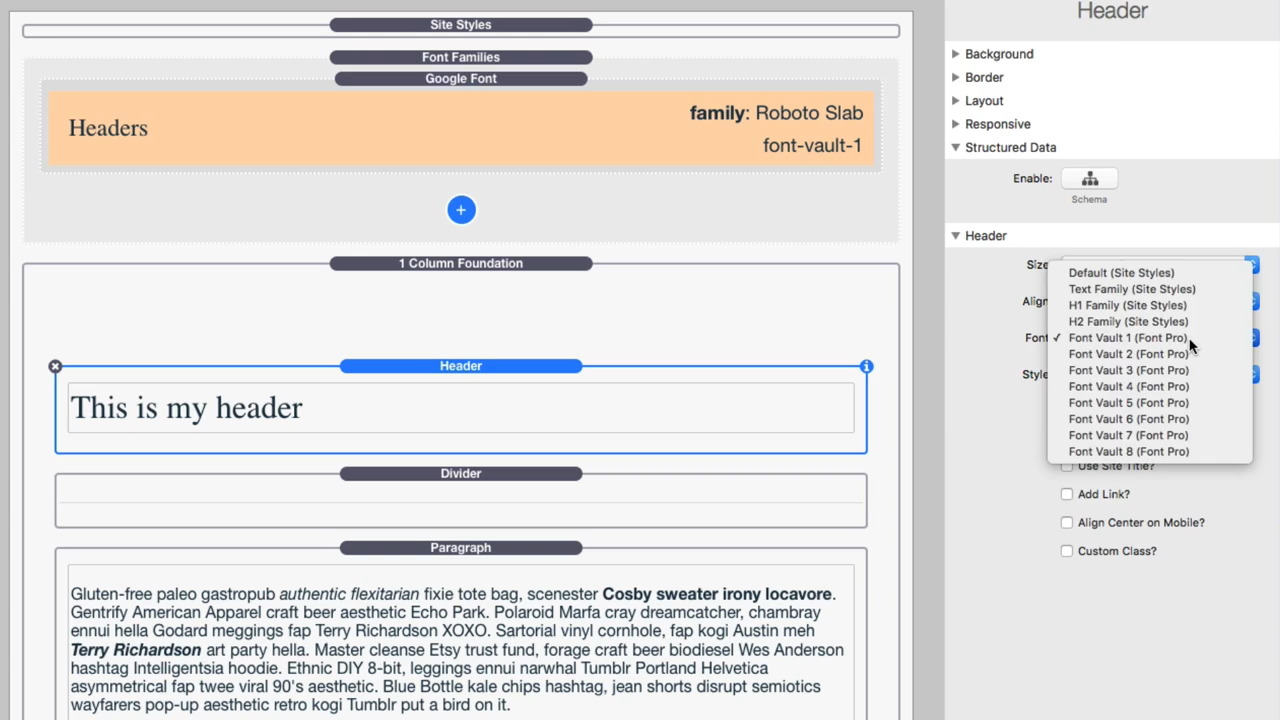 Site Styles
Font Families
Google Font
Headers
family: Roboto Slab
font-vault-1
+
1 Column Foundation
Header
This is my header
Divider
Paragraph
Gluten-free paleo gastropub authentic flexitarian fixie tote bag, scenester Cosby sweater irony locavore.
Gentrify American Apparel craft beer aesthetic Echo Park. Polaroid Marfa cray dreamcatcher, chambray
ennui hella Godard meggings fap Terry Richardson XOXO. Sartorial vinyl cornhole, fap kogi Austin meh
Terry Richardson art party hella. Master cleanse Etsy trust fund, forage craft beer biodiesel Wes Anderson
hashtag Intelligentsia hoodie. Ethnic DIY 8-bit, leggings ennui narwhal Tumblr Portland Helvetica
asymmetrical fap twee viral 90's aesthetic. Blue Bottle kale chips hashtag, jean shorts disrupt semiotics
wayfarers pop-up aesthetic retro kogi Tumblr put a bird on it.
Header
Background
Border
Layout
Responsive
Structured Data
Enable:
Schema
Header
Size
Align
Font
Style
Default (Site Styles)
Text Family (Site Styles)
H1 Family (Site Styles)
H2 Family (Site Styles)
✓ Font Vault 1 (Font Pro)
Font Vault 2 (Font Pro)
Font Vault 3 (Font Pro)
Font Vault 4 (Font Pro)
Font Vault 5 (Font Pro)
Font Vault 6 (Font Pro)
Font Vault 7 (Font Pro)
Font Vault 8 (Font Pro)
Use Site Title?
Add Link?
Align Center on Mobile?
Custom Class?